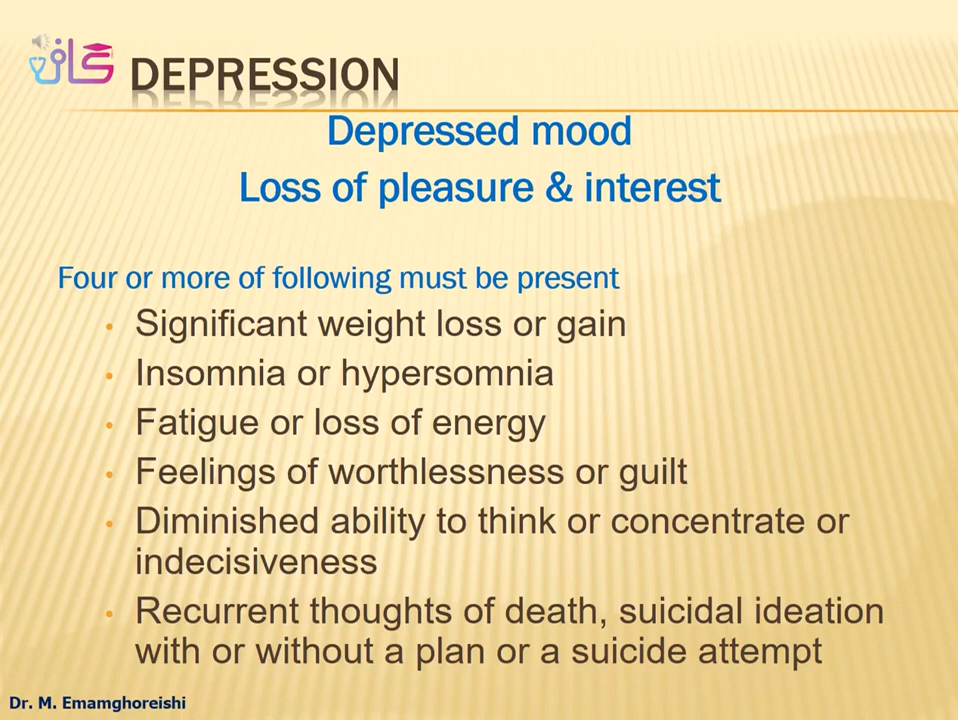 کانز
DEPRESSION
Depressed mood
Loss of pleasure & interest
Four or more of following must be present
• Significant weight loss or gain
• Insomnia or hypersomnia
• Fatigue or loss of energy
• Feelings of worthlessness or guilt
• Diminished ability to think or concentrate or
indecisiveness
• Recurrent thoughts of death, suicidal ideation
with or without a plan or a suicide attempt
Dr. M. Emamghoreishi